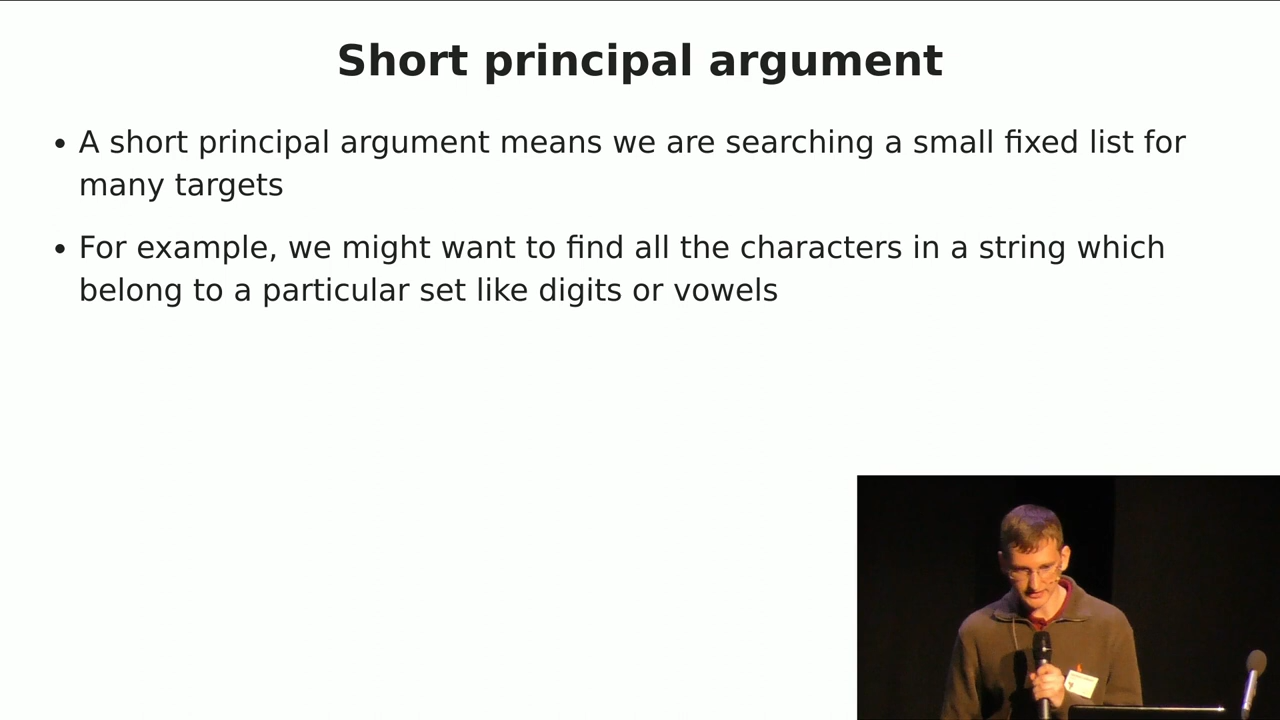 Short principal argument
• A short principal argument means we are searching a small fixed list for
many targets
• For example, we might want to find all the characters in a string which
belong to a particular set like digits or vowels